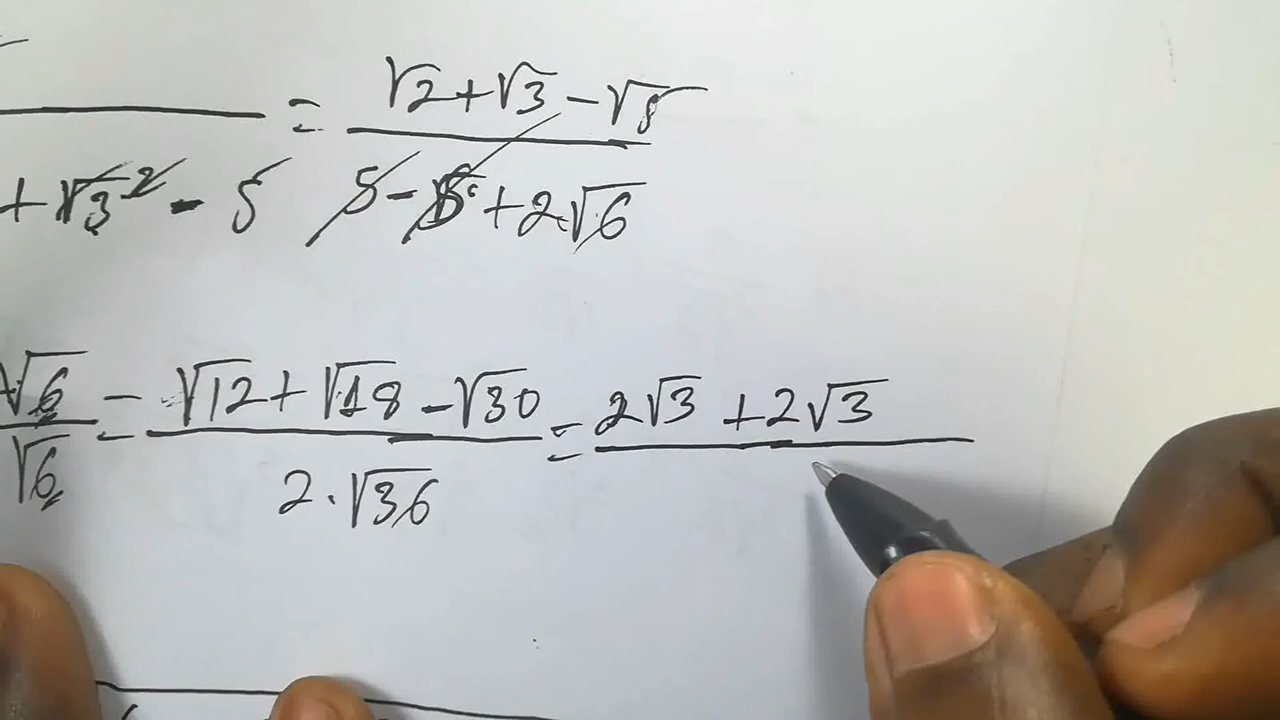 = √2 + √3 - √5
+ √3² - 5 5 - 5 + 2√6
√6/√6 = √12 + √18 - √30 = 2√3 + 2√3
2·√36